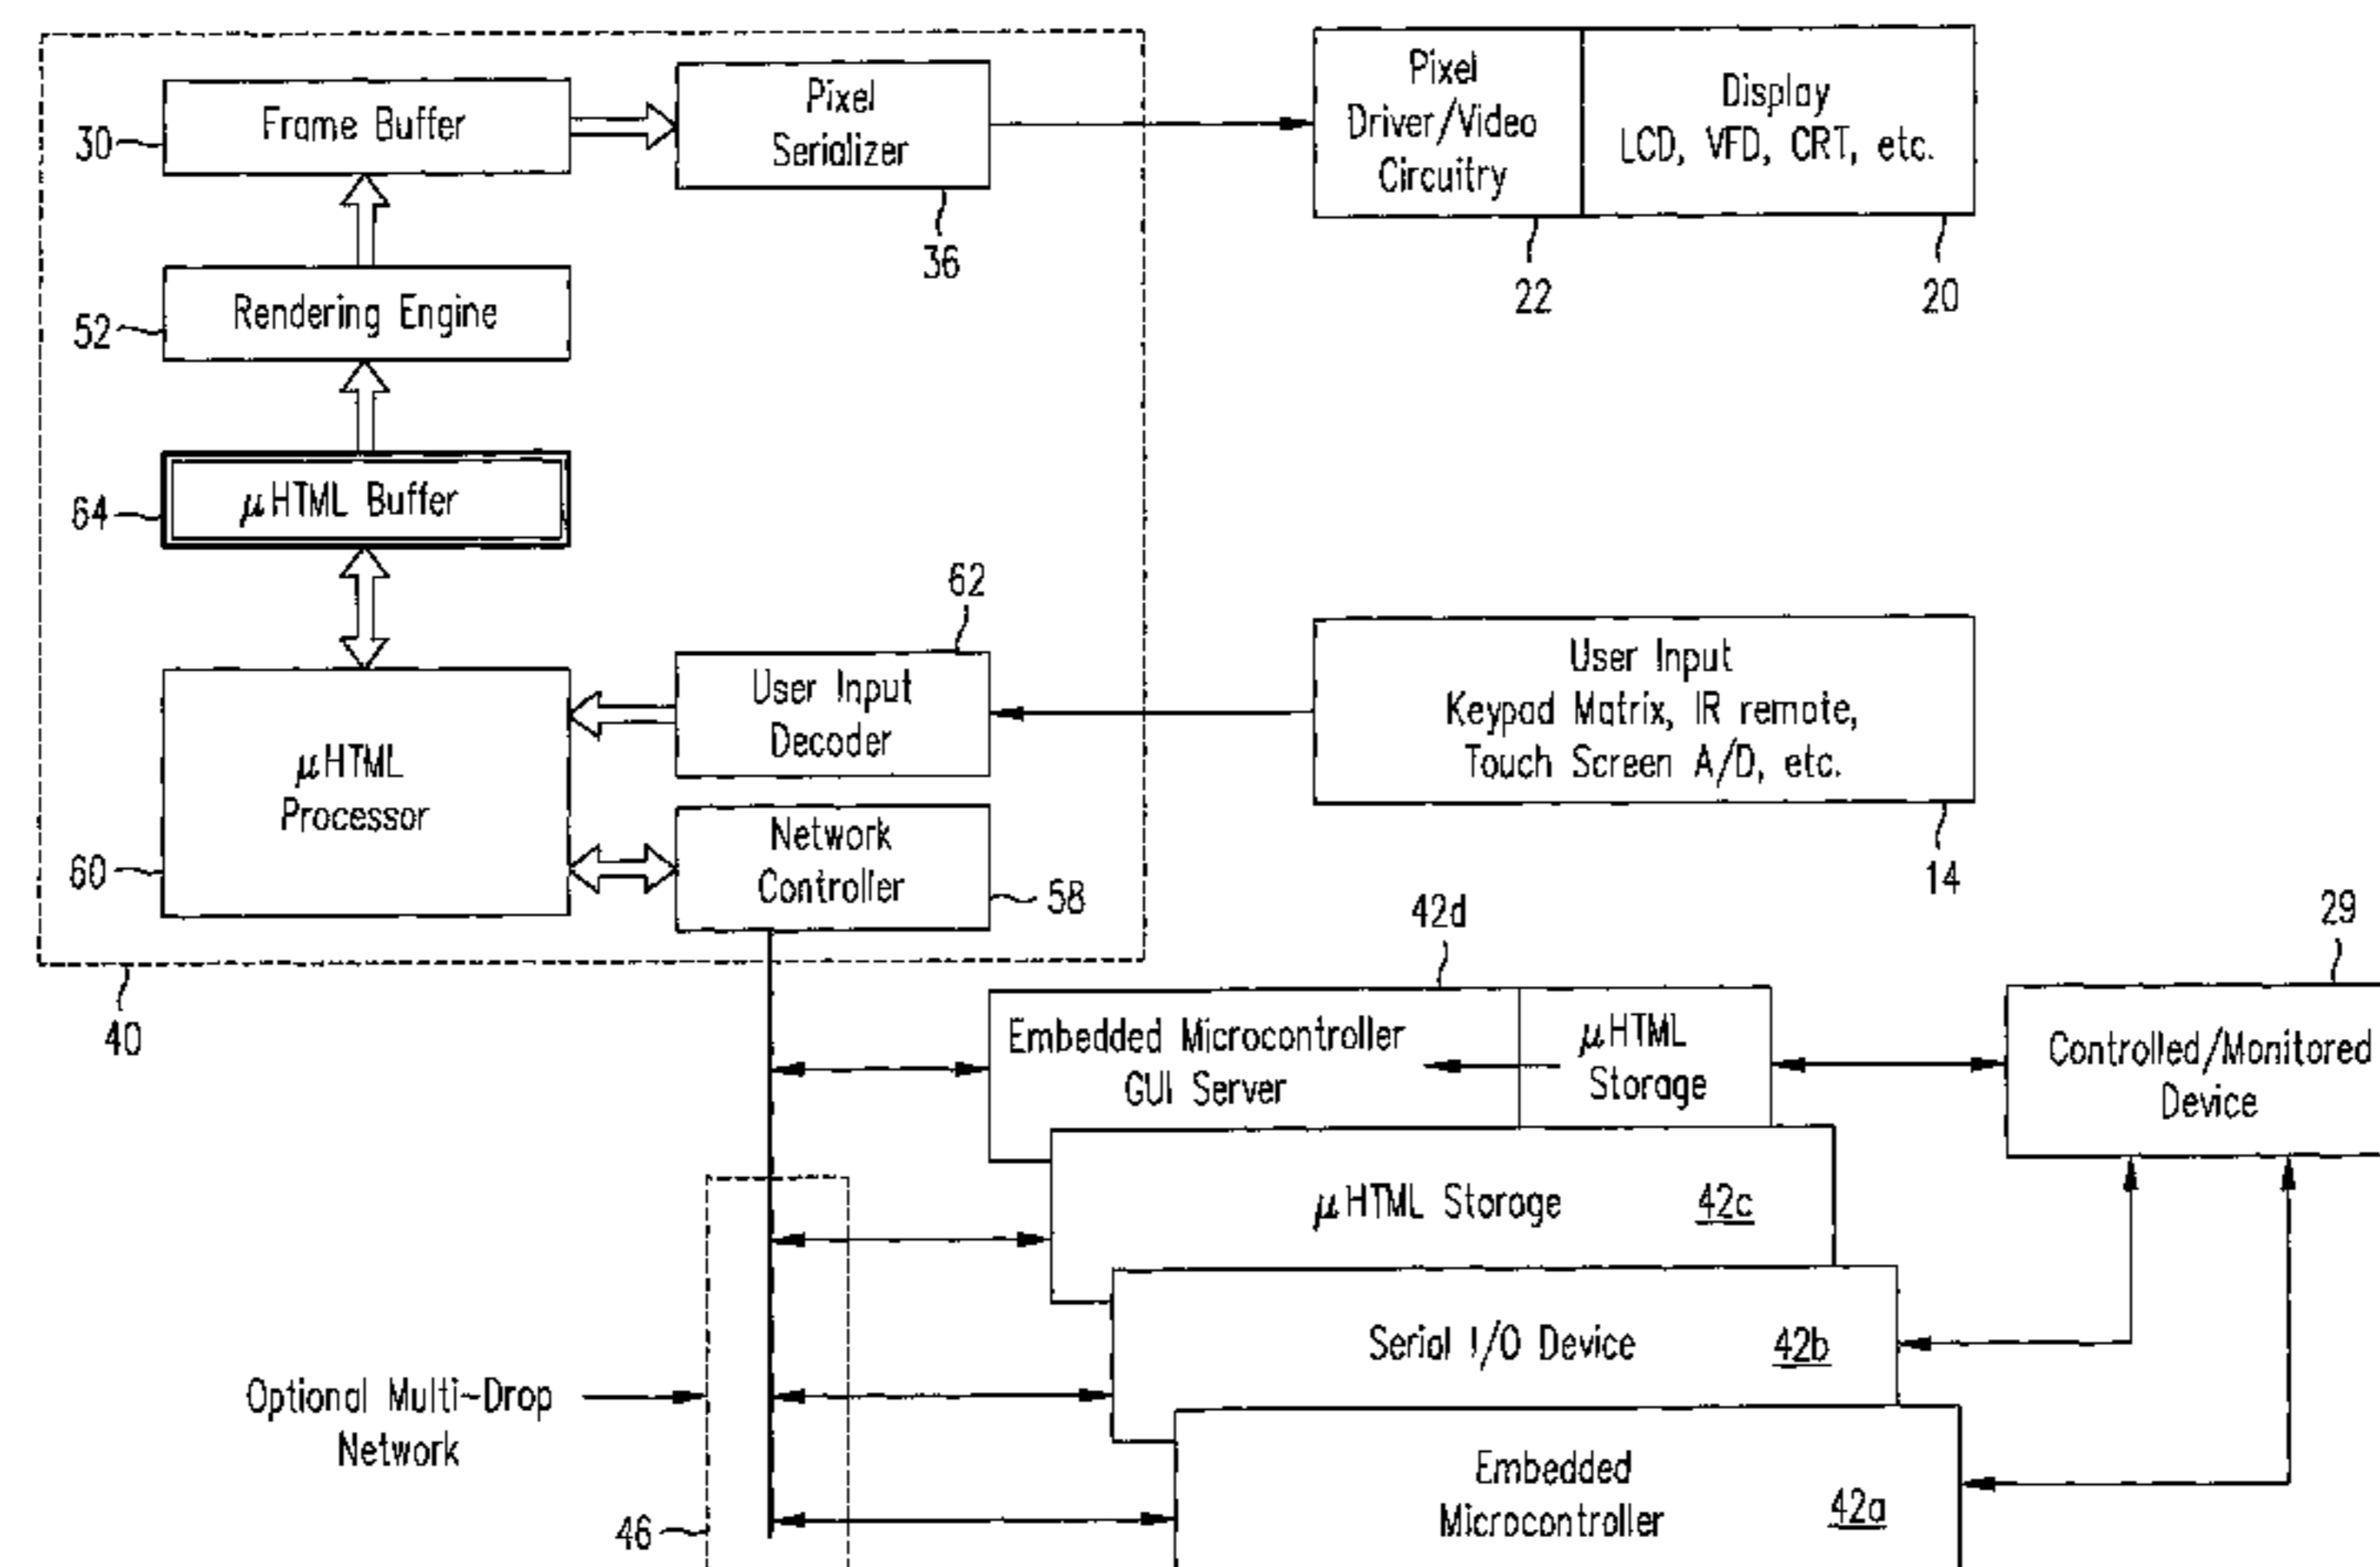 Frame Buffer
30
Pixel
Serializer
36
Pixel
Driver/Video
Circuitry
22
Display
LCD, VFD, CRT, etc.
20
Rendering Engine
52
μHTML Buffer
64
62
User Input
Decoder
User Input
Keypad Matrix, IR remote,
Touch Screen A/D, etc.
14
μHTML
Processor
60
Network
Controller
58
40
42d
Embedded Microcontroller
GUI Server
μHTML
Storage
29
Controlled/Monitored
Device
μHTML Storage 42c
Serial I/O Device 42b
Optional Multi-Drop
Network
46
Embedded
Microcontroller 42a